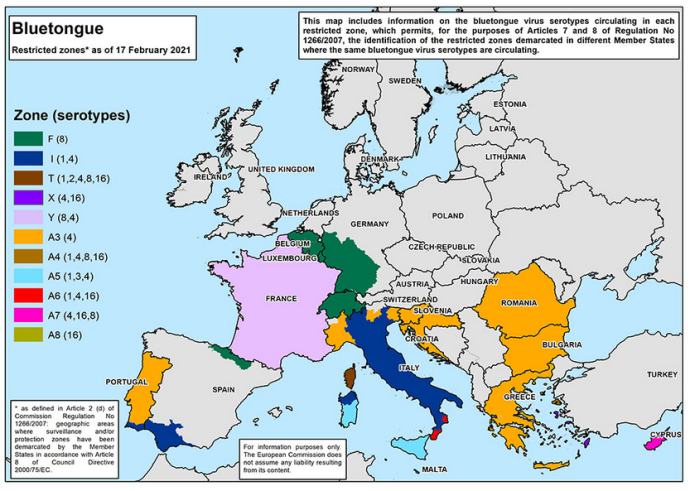 Bluetongue
Restricted zones* as of 17 February 2021
This map includes information on the bluetongue virus serotypes circulating in each
restricted zone, which permits, for the purposes of Articles 7 and 8 of Regulation No
1266/2007, the identification of the restricted zones demarcated in different Member States
where the same bluetongue virus serotypes are circulating.
Zone (serotypes)
F (8)
I (1,4)
T (1,2,4,8,16)
X (4,16)
Y (8,4)
A3 (4)
A4 (1,4,8,16)
A5 (1,3,4)
A6 (1,4,16)
A7 (4,16,8)
A8 (16)
NORWAY
SWEDEN
ESTONIA
LATVIA
LITHUANIA
DENMARK
IRELAND
UNITED KINGDOM
NETHERLANDS
GERMANY
POLAND
BELGIUM
LUXEMBOURG
CZECH REPUBLIC
SLOVAKIA
AUSTRIA
HUNGARY
SWITZERLAND
FRANCE
SLOVENIA
ROMANIA
CROATIA
BULGARIA
ITALY
PORTUGAL
SPAIN
GREECE
TURKEY
CYPRUS
MALTA
* as defined in Article 2 (d) of
Commission Regulation No
1266/2007: geographic areas
where surveillance and/or
protection zones have been
demarcated by the Member
States in accordance with Article
8 of Council Directive
2000/75/EC.
For information purposes only.
The European Commission does
not assume any liability resulting
from its content.